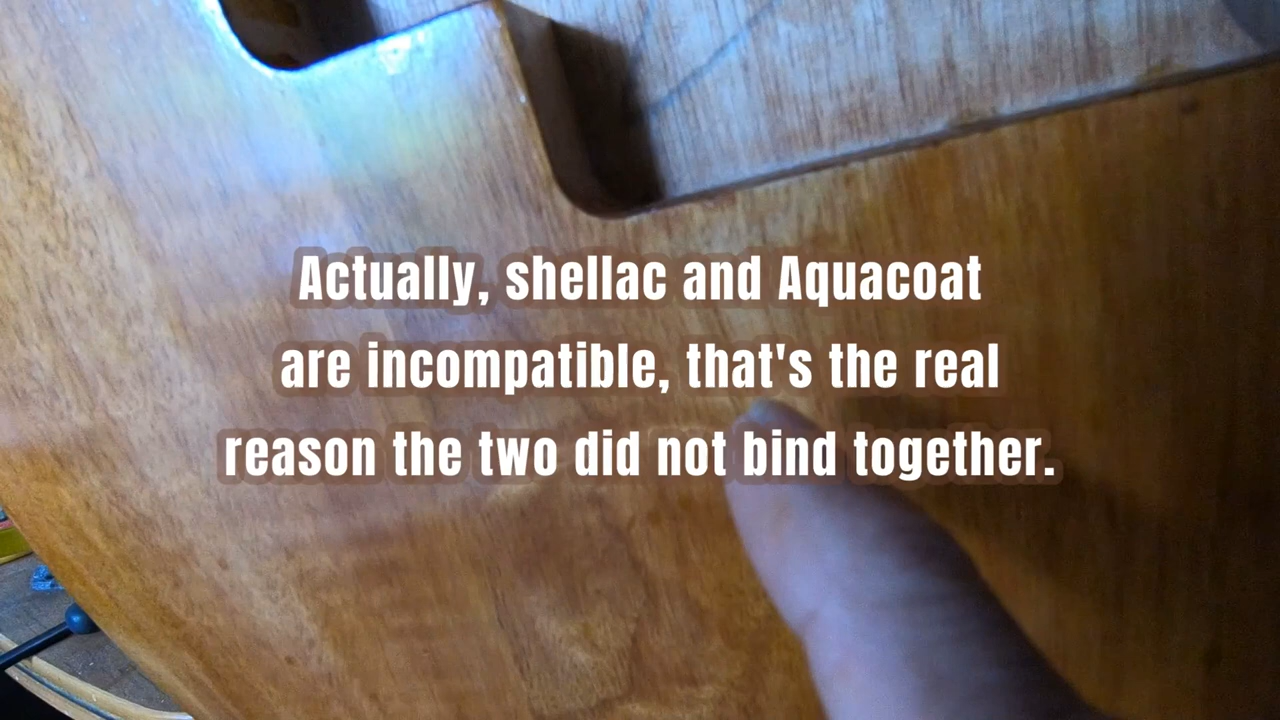 Actually, shellac and Aquacoat
are incompatible, that's the real
reason the two did not bind together.